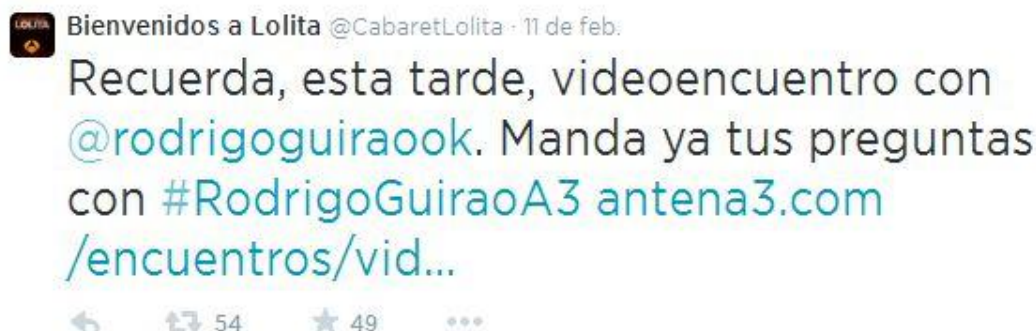 LOLITA
Bienvenidos a Lolita @CabaretLolita · 11 de feb.
Recuerda, esta tarde, videoencuentro con
@rodrigoguiraook. Manda ya tus preguntas
con #RodrigoGuiraoA3 antena3.com
/encuentros/vid...
54 49